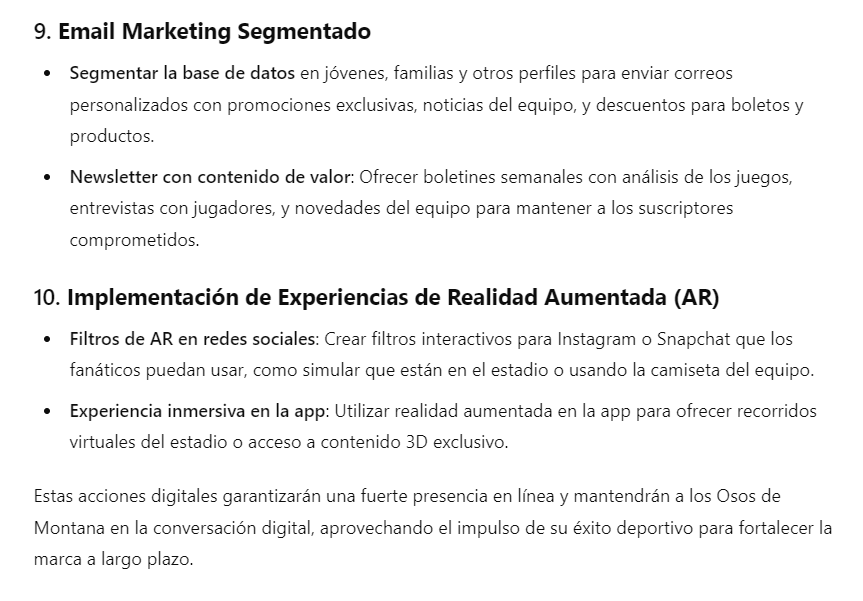 9. Email Marketing Segmentado
• Segmentar la base de datos en jóvenes, familias y otros perfiles para enviar correos
personalizados con promociones exclusivas, noticias del equipo, y descuentos para boletos y
productos.
• Newsletter con contenido de valor: Ofrecer boletines semanales con análisis de los juegos,
entrevistas con jugadores, y novedades del equipo para mantener a los suscriptores
comprometidos.
10. Implementación de Experiencias de Realidad Aumentada (AR)
• Filtros de AR en redes sociales: Crear filtros interactivos para Instagram o Snapchat que los
fanáticos puedan usar, como simular que están en el estadio o usando la camiseta del equipo.
• Experiencia inmersiva en la app: Utilizar realidad aumentada en la app para ofrecer recorridos
virtuales del estadio o acceso a contenido 3D exclusivo.
Estas acciones digitales garantizarán una fuerte presencia en línea y mantendrán a los Osos de
Montana en la conversación digital, aprovechando el impulso de su éxito deportivo para fortalecer la
marca a largo plazo.